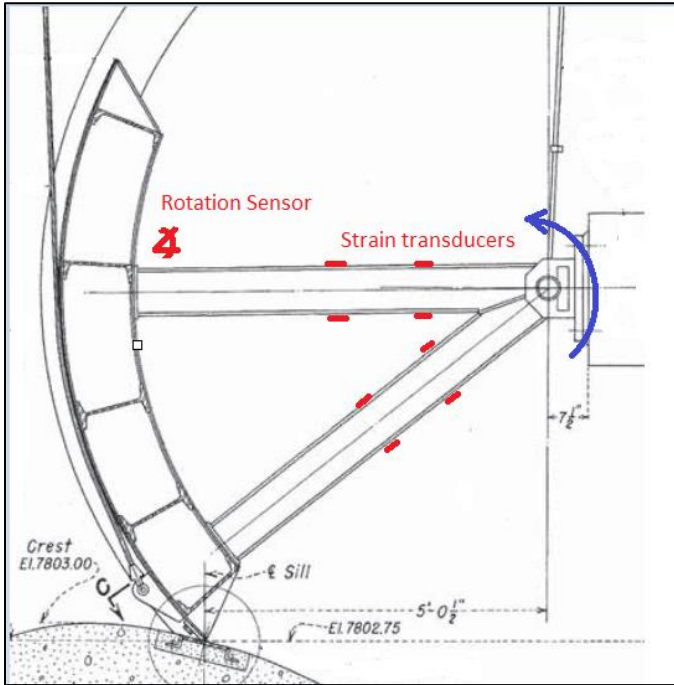 Rotation Sensor
Strain transducers
7½"
Crest
El.7803.00
C
℄ Sill
5'-0½"
El.7802.75